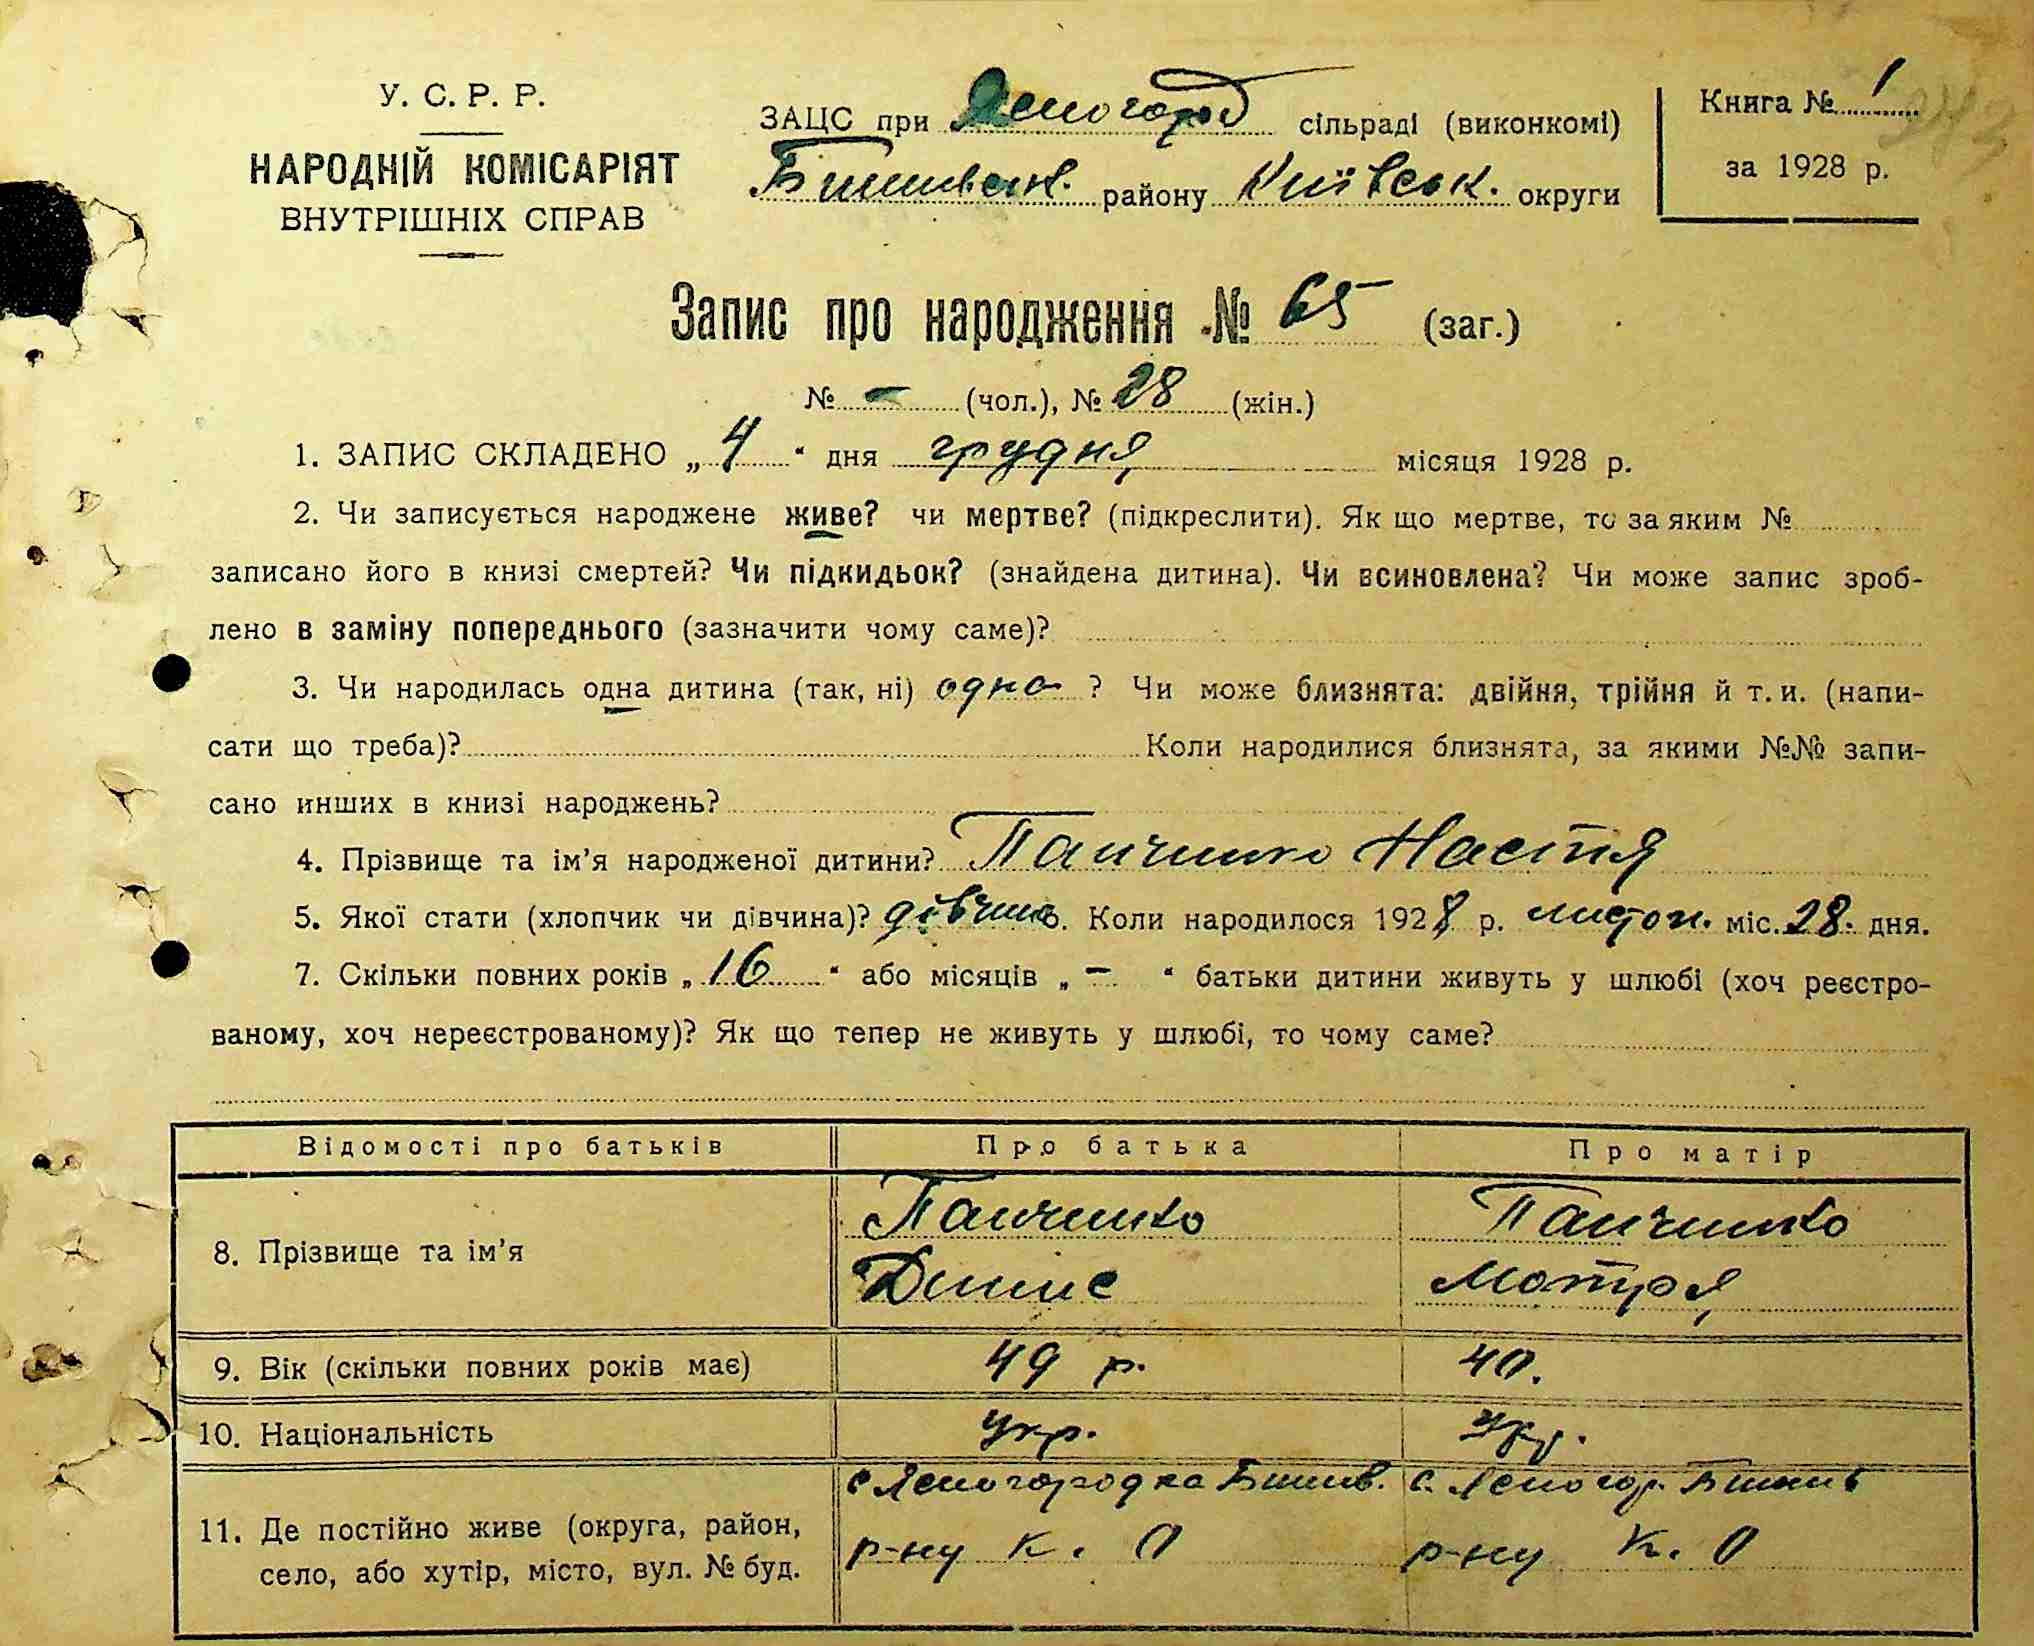 У. С. Р. Р.
НАРОДНІЙ КОМІСАРІЯТ
ВНУТРІШНІХ СПРАВ
ЗАЦС при Ясногород сільраді (виконкомі)
Бишівськ. району Київськ. округи
Книга № 1
за 1928 р.
Запис про народження № 65 (заг.)
№ - (чол.), № 28 (жін.)
1. ЗАПИС СКЛАДЕНО „ 4 “ дня грудня місяця 1928 р.
2. Чи записується народжене живе? чи мертве? (підкреслити). Як що мертве, то за яким №
записано його в книзі смертей? Чи підкидьок? (знайдена дитина). Чи всиновлена? Чи може запис зроб-
лено в заміну попереднього (зазначити чому саме)?
3. Чи народилась одна дитина (так, ні) одна ? Чи може близнята: двійня, трійня й т. и. (напи-
сати що треба)? Коли народилися близнята, за якими №№ запи-
сано инших в книзі народжень?
4. Прізвище та ім’я народженої дитини? Панченко Настя
5. Якої стати (хлопчик чи дівчина)? дівчина. Коли народилося 1928 р. листоп. міс. 28. дня.
7. Скільки повних років „ 16 “ або місяців „ - “ батьки дитини живуть у шлюбі (хоч реєстро-
ваному, хоч нереєстрованому)? Як що тепер не живуть у шлюбі, то чому саме?
Відомості про батьків Про батька Про матір
8. Прізвище та ім’я Панченко Денис Панченко Мотря
9. Вік (скільки повних років має) 49 р. 40.
10. Національність Укр. Укр.
11. Де постійно живе (округа, район,
село, або хутір, місто, вул. № буд.
с Ясногородка Бишів. р-ну К. О
с. Ясногор. Бишів р-ну К. О